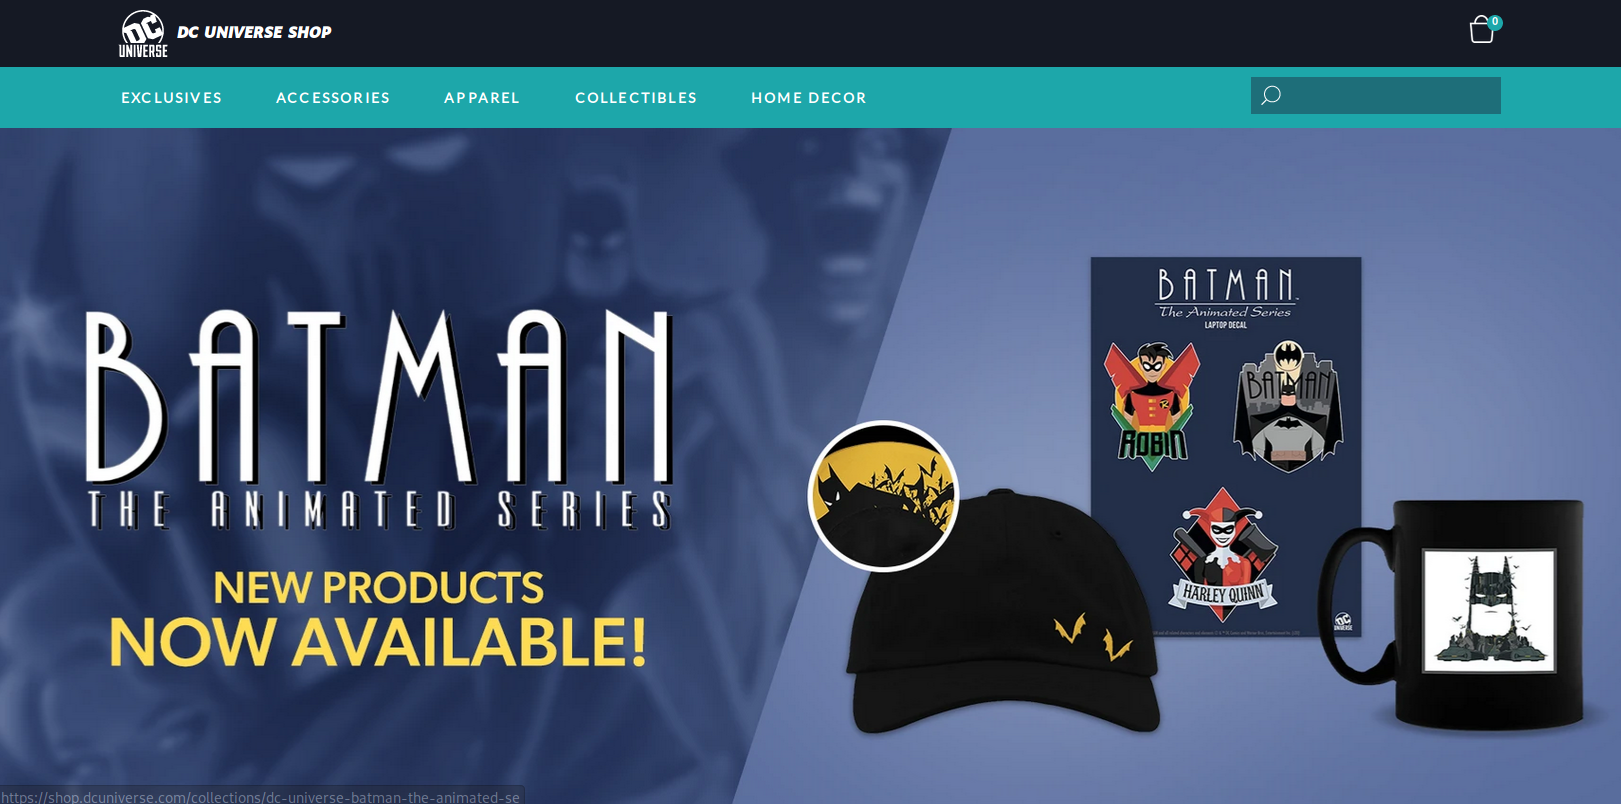 DC
UNIVERSE
DC UNIVERSE SHOP
0
EXCLUSIVES
ACCESSORIES
APPAREL
COLLECTIBLES
HOME DECOR
BATMAN
THE ANIMATED SERIES
NEW PRODUCTS
NOW AVAILABLE!
BATMAN
The Animated Series
LAPTOP DECAL
R
ROBIN
BATMAN
HARLEY QUINN
DC
UNIVERSE
https://shop.dcuniverse.com/collections/dc-universe-batman-the-animated-se